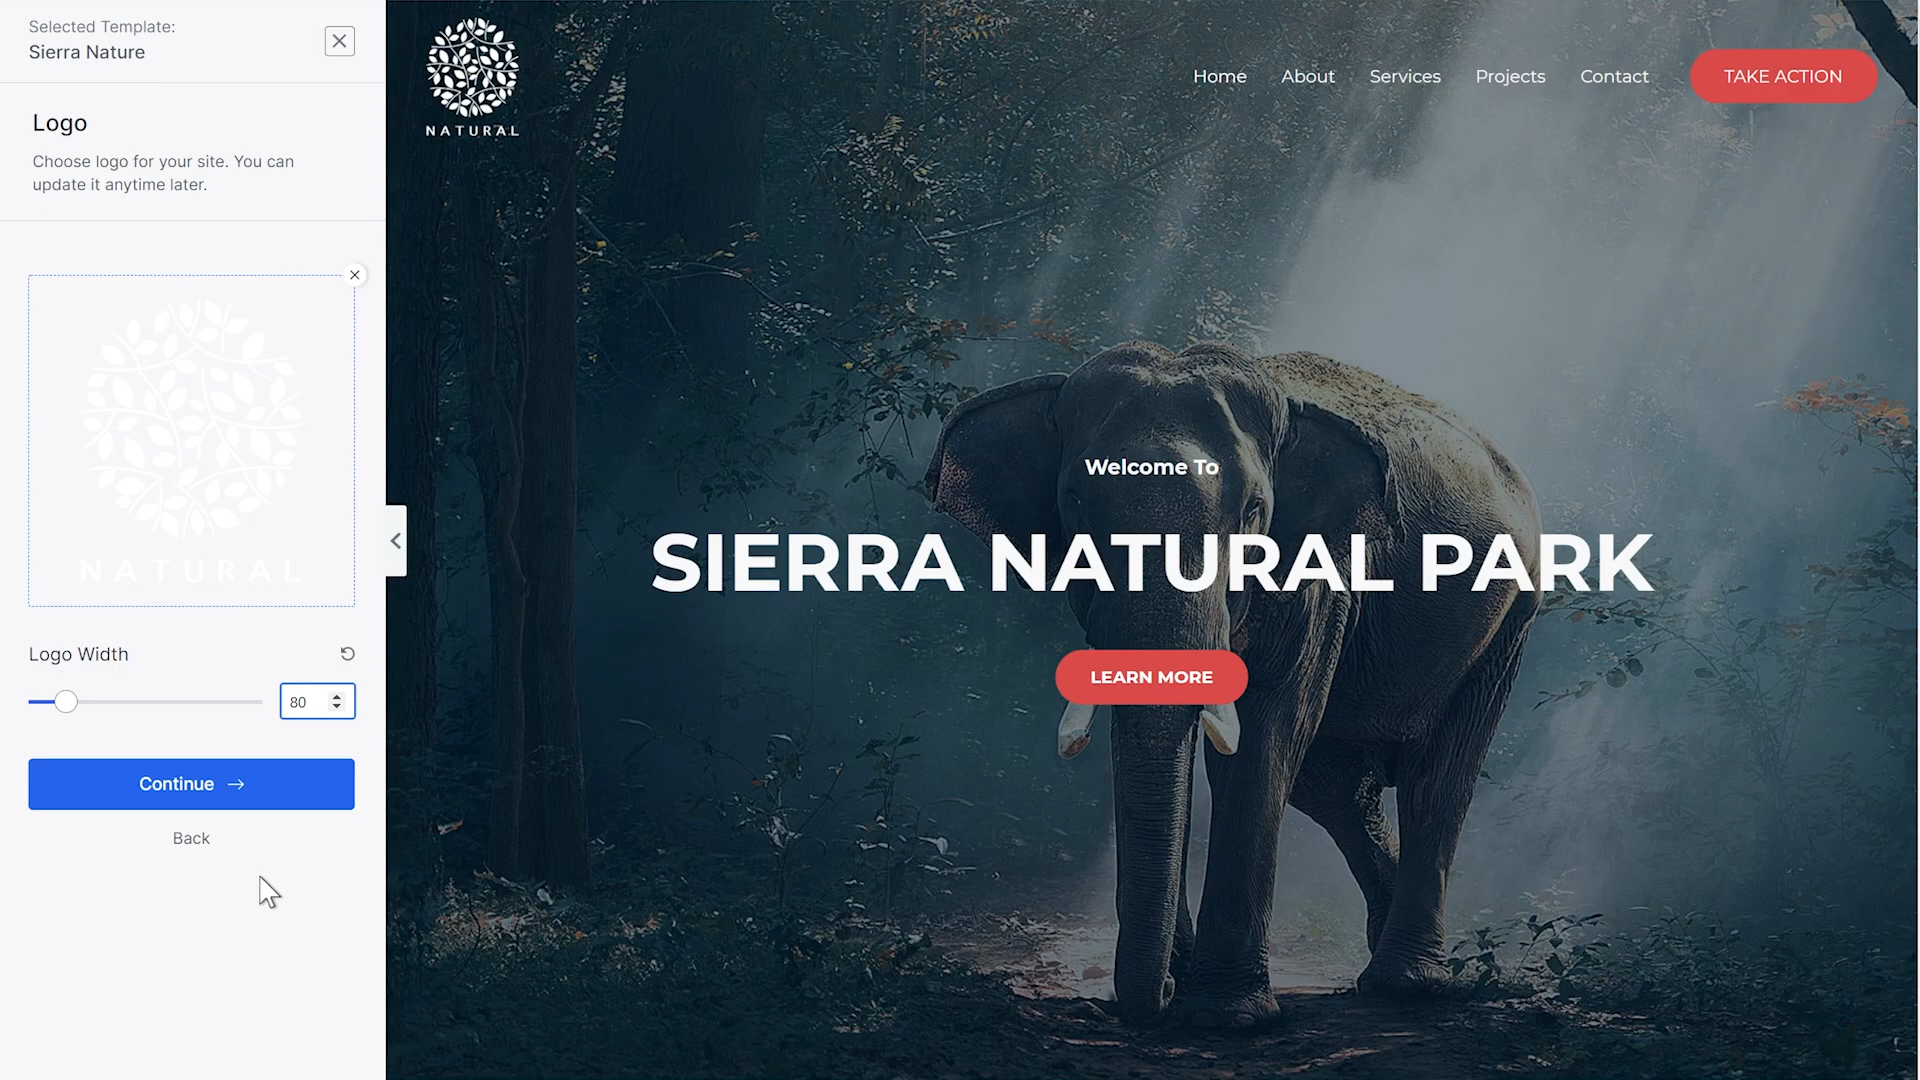 Selected Template:
Sierra Nature
Logo
Choose logo for your site. You can
update it anytime later.
NATURAL
Logo Width
80
Continue
Back
NATURAL
Home About Services Projects Contact TAKE ACTION
Welcome To
SIERRA NATURAL PARK
LEARN MORE